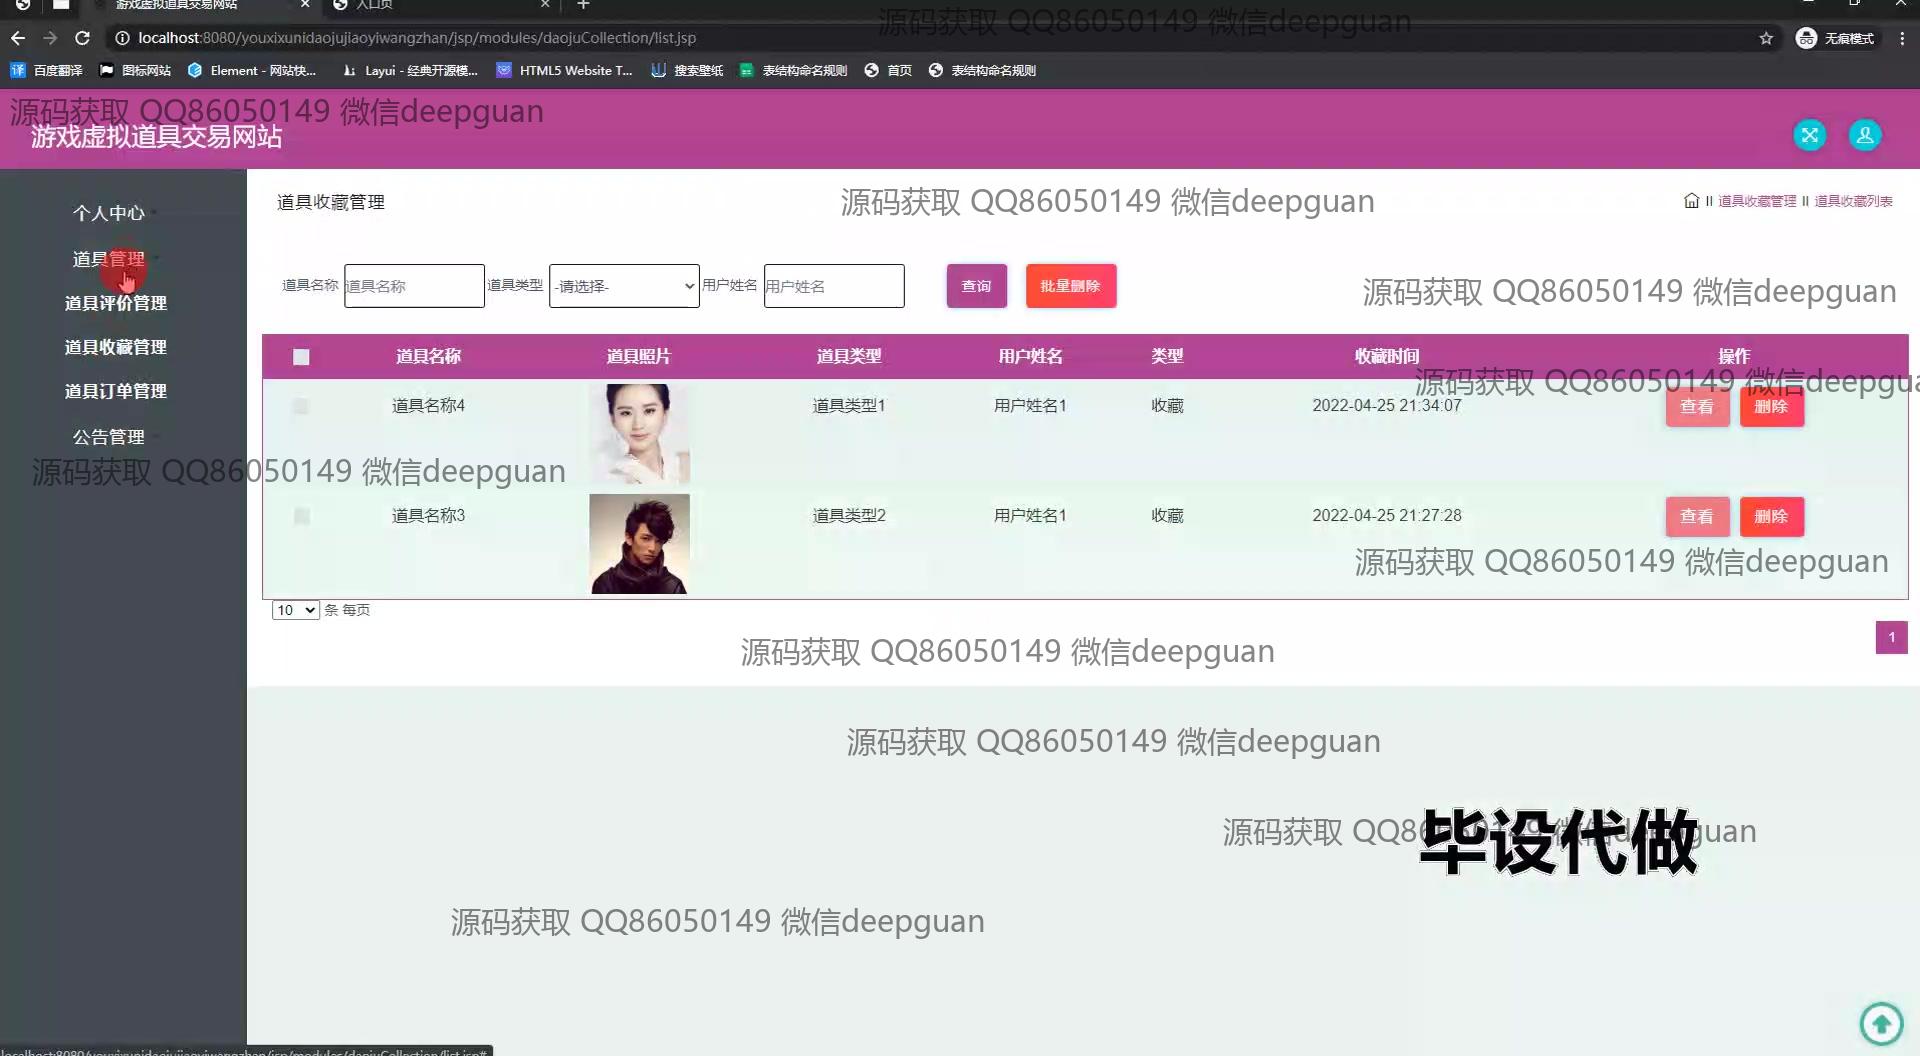 游戏虚拟道具交易网站
入口页
localhost:8080/youxixunidaojujiaoyiwangzhan/jsp/modules/daojuCollection/list.jsp
无痕模式
源码获取 QQ86050149 微信deepguan
百度翻译
图标网站
Element - 网站快...
Layui - 经典开源模...
HTML5 Website T...
搜索壁纸
表结构命名规则
首页
表结构命名规则
源码获取 QQ86050149 微信deepguan
游戏虚拟道具交易网站
个人中心
道具管理
道具评价管理
道具收藏管理
道具订单管理
公告管理
源码获取 QQ86050149 微信deepguan
道具收藏管理
源码获取 QQ86050149 微信deepguan
道具收藏管理 道具收藏列表
道具名称 道具名称 道具类型 -请选择- 用户姓名 用户姓名 查询 批量删除
源码获取 QQ86050149 微信deepguan
道具名称 道具照片 道具类型 用户姓名 类型 收藏时间 操作
源码获取 QQ86050149 微信deepgua
道具名称4 道具类型1 用户姓名1 收藏 2022-04-25 21:34:07 查看 删除
道具名称3 道具类型2 用户姓名1 收藏 2022-04-25 21:27:28 查看 删除
源码获取 QQ86050149 微信deepguan
10 条 每页
1
源码获取 QQ86050149 微信deepguan
源码获取 QQ86050149 微信deepguan
源码获取 QQ86050149 微信deepguan
毕设代做
源码获取 QQ86050149 微信deepguan
localhost:8080/youxixunidaojujiaoyiwangzhan/jsp/modules/daojuCollection/list.jsp#